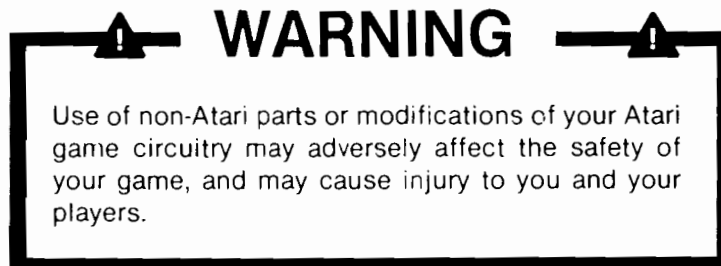 WARNING
Use of non-Atari parts or modifications of your Atari
game circuitry may adversely affect the safety of
your game, and may cause injury to you and your
players.